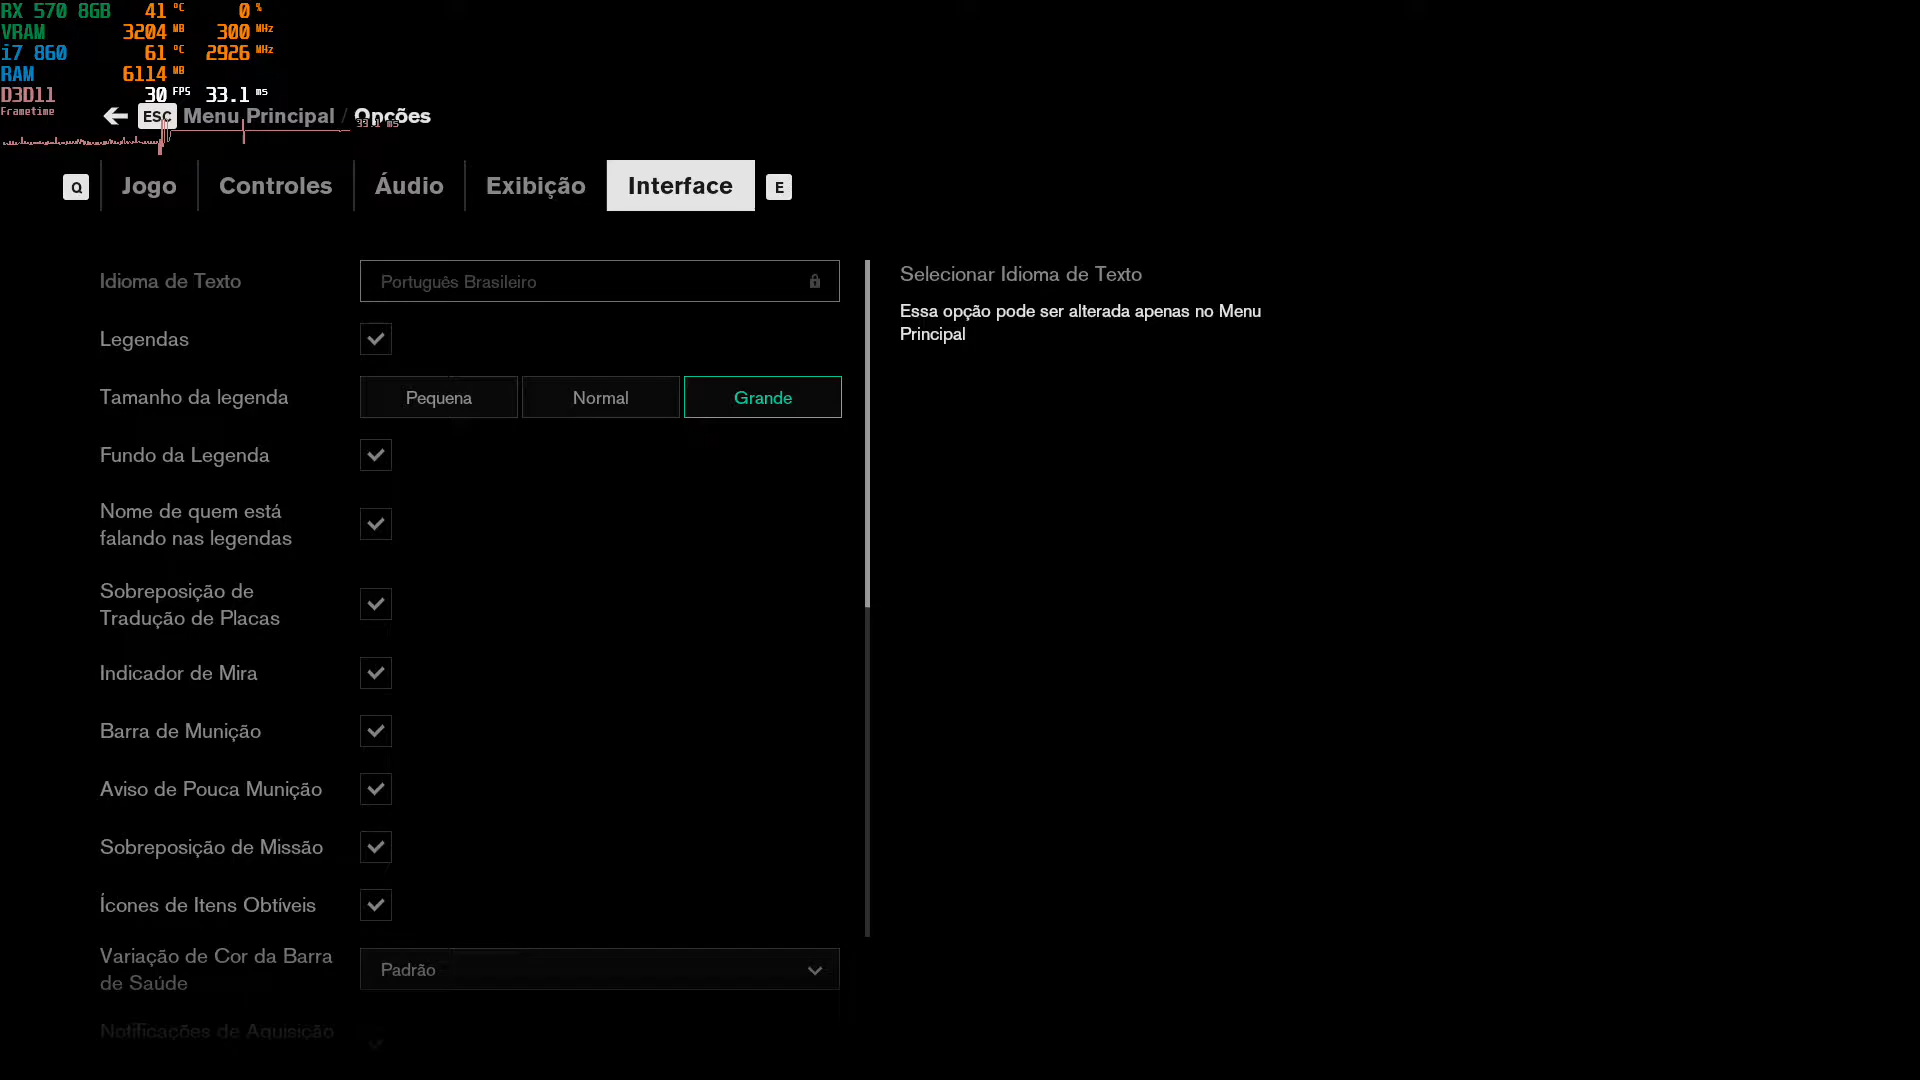 RX 570 8GB 41 °C 0 %
VRAM 3204 MB 300 MHz
i7 860 61 °C 2926 MHz
RAM 6114 MB
D3D11 30 FPS 33.1 ms
Frametime
33.1 ms
ESC Menu Principal / Opções
Q Jogo Controles Áudio Exibição Interface E
Idioma de Texto Português Brasileiro
Legendas
Tamanho da legenda Pequena Normal Grande
Fundo da Legenda
Nome de quem está
falando nas legendas
Sobreposição de
Tradução de Placas
Indicador de Mira
Barra de Munição
Aviso de Pouca Munição
Sobreposição de Missão
Ícones de Itens Obtíveis
Variação de Cor da Barra
de Saúde
Padrão
Notificações de Aquisição
Selecionar Idioma de Texto
Essa opção pode ser alterada apenas no Menu
Principal